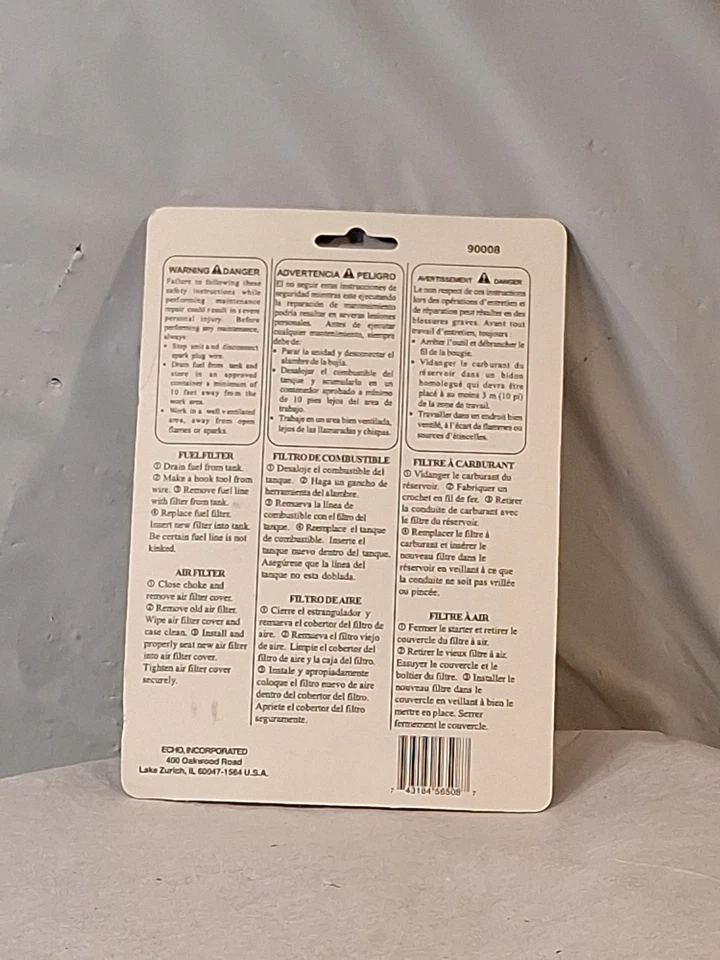 90008
WARNING DANGER
Failure to following these
safety instructions while
performing maintenance
repair could result in severe
personal injury. Before
performing any maintenance,
always
• Stop unit and disconnect
spark plug wire.
• Drain fuel from tank and
store in an approved
container a minimum of
10 feet away from the
work area.
• Work in a well ventilated
area, away from open
flames or sparks.
FUEL FILTER
① Drain fuel from tank.
② Make a hook tool from
wire. ③ Remove fuel line
with filter from tank.
④ Replace fuel filter.
Insert new filter into tank.
Be certain fuel line is not
kinked.
AIR FILTER
① Close choke and
remove air filter cover.
② Remove old air filter.
Wipe air filter cover and
case clean. ③ Install and
properly seat new air filter
into air filter cover.
Tighten air filter cover
securely.
ADVERTENCIA PELIGRO
El no seguir estas instrucciones de
seguridad mientras este ejecutando
la reparación de mantenimiento
podría resultar en severas lesiones
personales. Antes de ejecutar
cualquier mantenimiento, siempre
debe de:
• Parar la unidad y desconectar el
alambre de la bujía.
• Desalojar el combustible del
tanque y acumularlo en un
contenedor aprobado a mínimo
de 10 pies lejos del area de
trabajo.
• Trabaje en un area bien ventilada,
lejos de las llamaradas y chispas.
FILTRO DE COMBUSTIBLE
① Desaloje el combustible del
tanque. ② Haga un gancho de
herramienta del alambre.
③ Remueva la línea de
combustible con el filtro del
tanque. ④ Reemplace el tanque
de combustible. Inserte el
tanque nuevo dentro del tanque.
Asegúrese que la línea del
tanque no esta doblada.
FILTRO DE AIRE
① Cierre el estrangulador y
remueva el cobertor del filtro de
aire. ② Remueva el filtro viejo
de aire. Limpie el cobertor del
filtro de aire y la caja del filtro.
③ Instale y apropiadamente
coloque el filtro nuevo de aire
dentro del cobertor del filtro
Apriete el cobertor del filtro
seguramente.
AVERTISSEMENT DANGER
Le non respect de ces instructions
lors des opérations d'entretien et
de réparation peut résulter en des
blessures graves. Avant tout
travail d'entretien, toujours :
• Arrêter l'outil et débrancher le
fil de la bougie.
• Vidanger le carburant du
réservoir dans un bidon
homologué qui devra être
placé à au moins 3 m (10 pi)
de la zone de travail.
• Travailler dans un endroit bien
ventilé, à l'écart de flammes ou
sources d'étincelles.
FILTRE À CARBURANT
① Vidanger le carburant du
réservoir. ② Fabriquer un
crochet en fil de fer. ③ Retirer
la conduite de carburant avec
le filtre du réservoir.
④ Remplacer le filtre à
carburant et insérer le
nouveau filtre dans le
réservoir en veillant à ce que
la conduite ne soit pas vrillée
ou pincée.
FILTRE À AIR
① Fermer le starter et retirer le
couvercle du filtre à air.
② Retirer le vieux filtre à air.
Essuyer le couvercle et le
boîtier du filtre. ③ Installer le
nouveau filtre dans le
couvercle en veillant à bien le
mettre en place. Serrer
fermement le couvercle.
ECHO, INCORPORATED
400 Oakwood Road
Lake Zurich, IL 60047-1564 U.S.A.
7 43184 56508 7